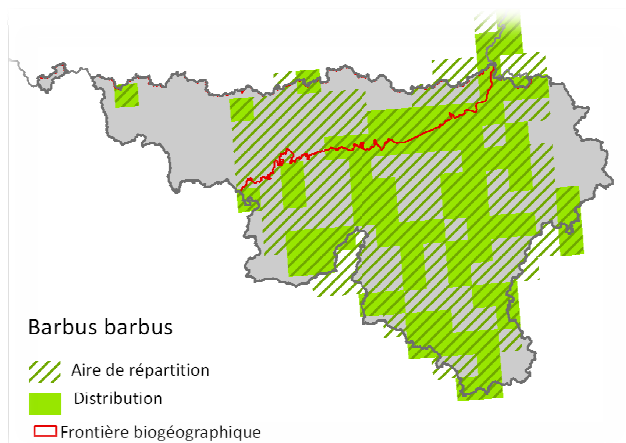 Barbus barbus
Aire de répartition
Distribution
Frontière biogéographique